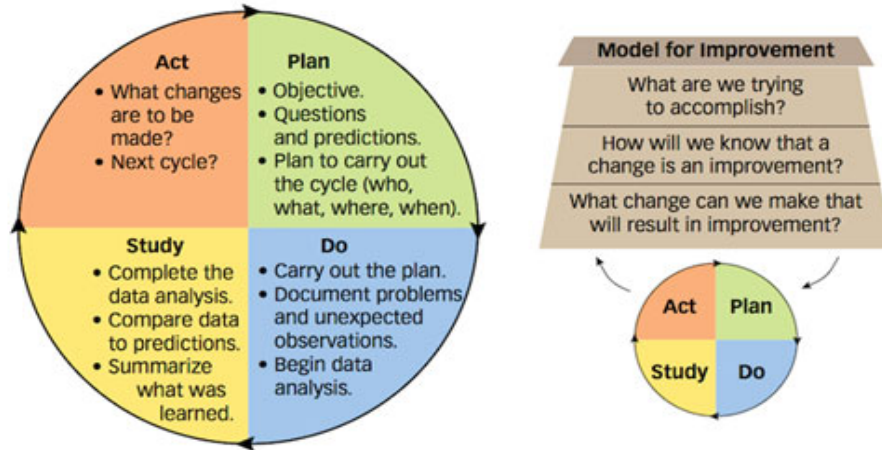 Act
• What changes
are to be
made?
• Next cycle?
Plan
• Objective.
• Questions
and predictions.
• Plan to carry out
the cycle (who,
what, where, when).
Study
• Complete the
data analysis.
• Compare data
to predictions.
• Summarize
what was
learned.
Do
• Carry out the plan.
• Document problems
and unexpected
observations.
• Begin data
analysis.
Model for Improvement
What are we trying
to accomplish?
How will we know that a
change is an improvement?
What change can we make that
will result in improvement?
Act
Plan
Study
Do